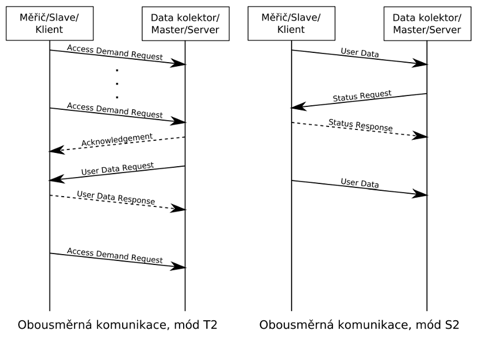 Měřič/Slave/
Klient
Data kolektor/
Master/Server
Access Demand Request
Access Demand Request
Acknowledgement
User Data Request
User Data Response
Access Demand Request
Obousměrná komunikace, mód T2
Měřič/Slave/
Klient
Data kolektor/
Master/Server
User Data
Status Request
Status Response
User Data
Obousměrná komunikace, mód S2